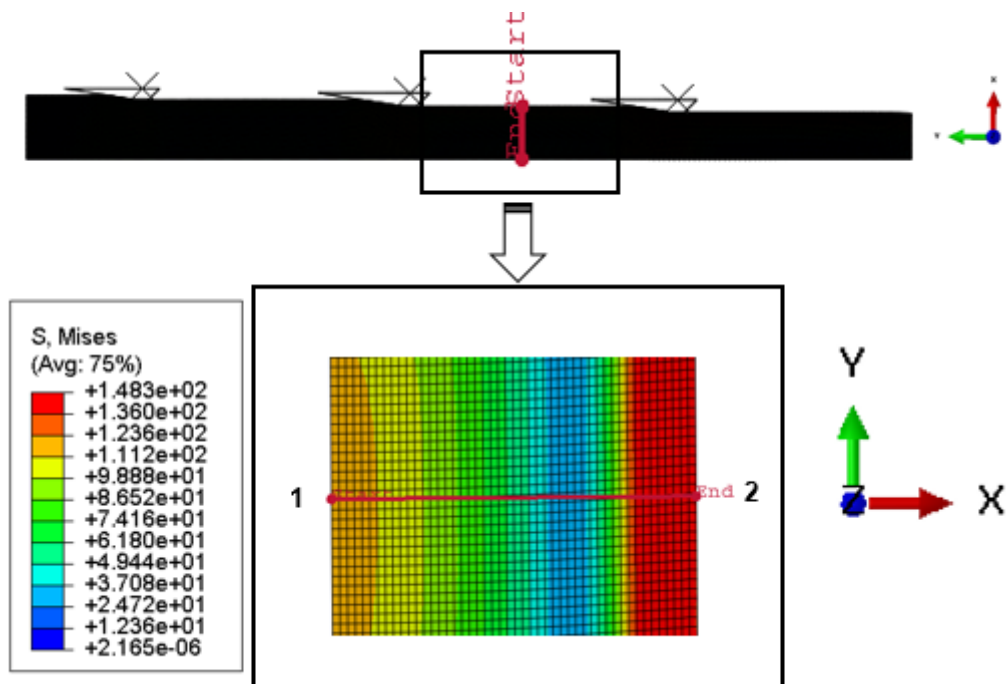 Start
End
X
Y
S, Mises
(Avg: 75%)
+1.483e+02
+1.360e+02
+1.236e+02
+1.112e+02
+9.888e+01
+8.652e+01
+7.416e+01
+6.180e+01
+4.944e+01
+3.708e+01
+2.472e+01
+1.236e+01
+2.165e-06
1
End 2
Y
Z
X